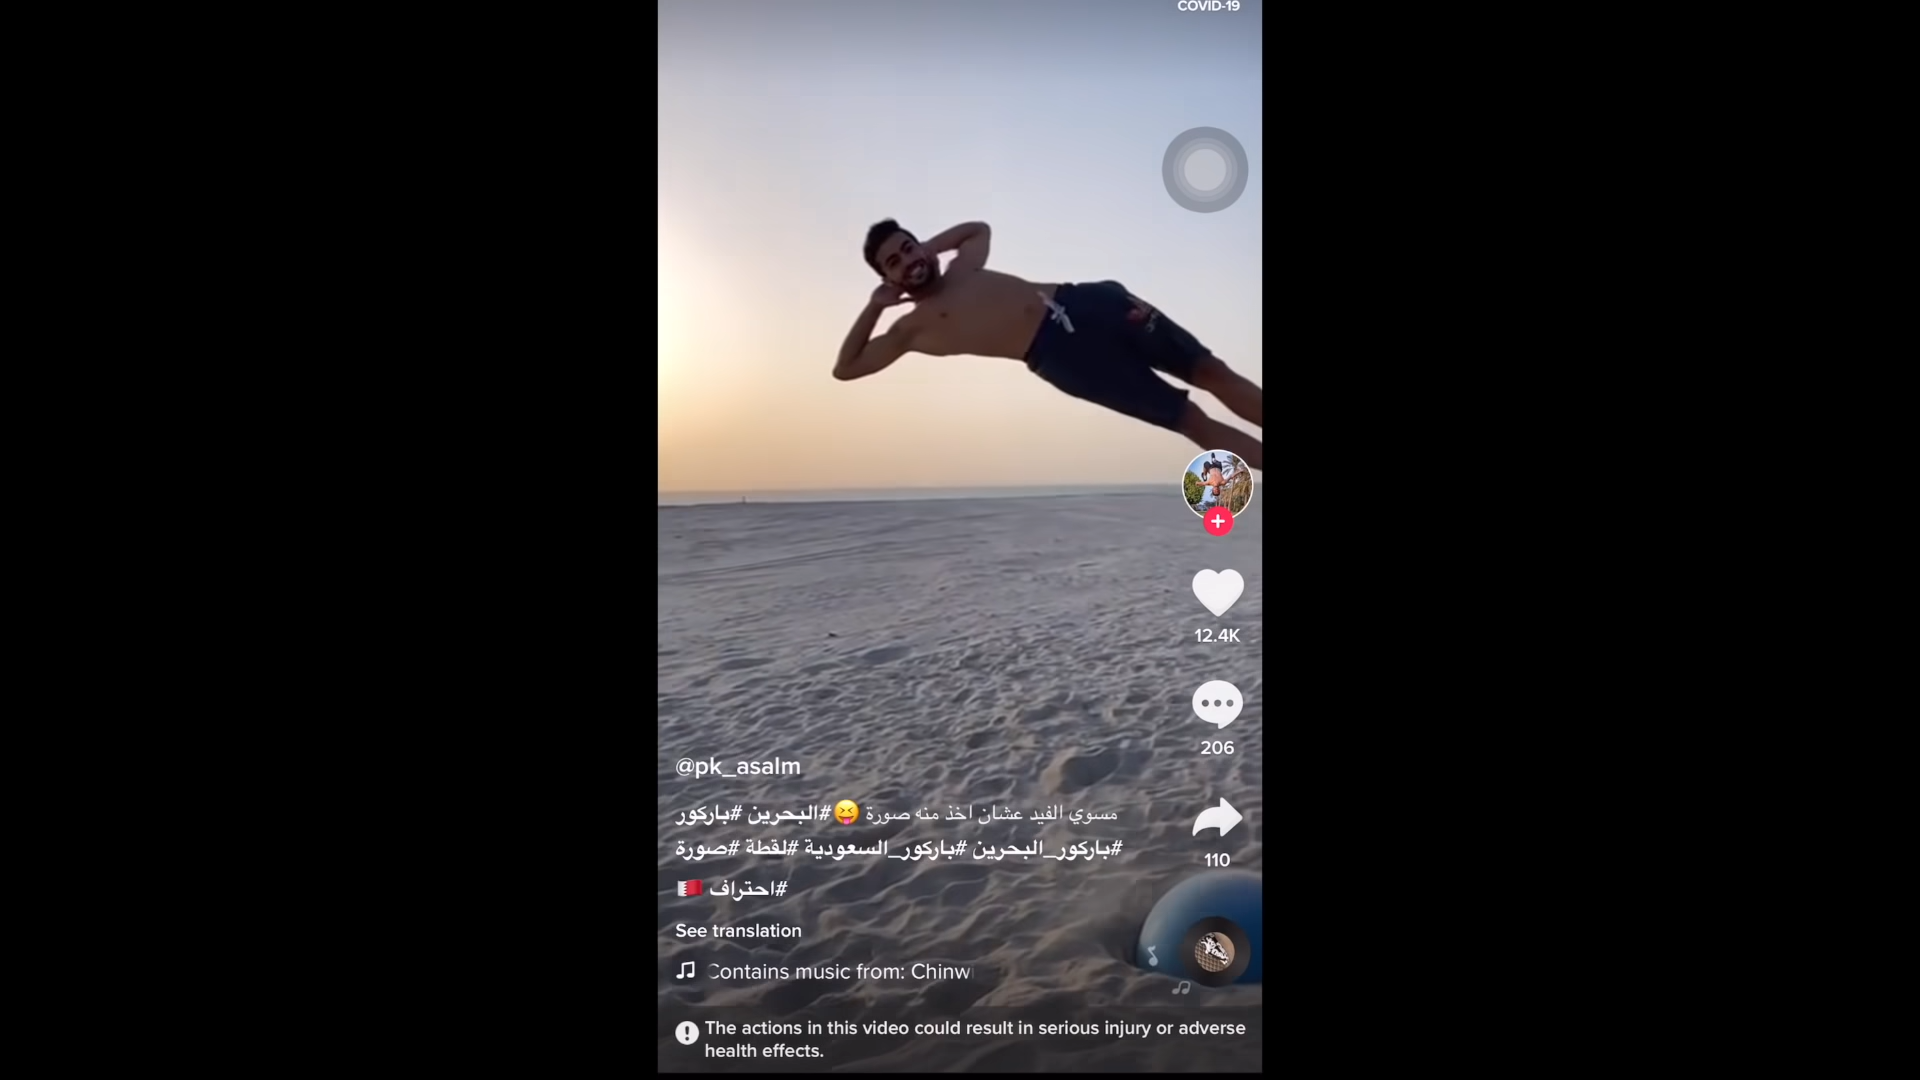 COVID-19
12.4K
206
110
@pk_asalm
مسوي الفيد عشان اخذ منه صورة 😝#البحرين #باركور
#باركور_البحرين #باركور_السعودية #لقطة #صورة
#احتراف 🇧🇭
See translation
Contains music from: Chinw
The actions in this video could result in serious injury or adverse
health effects.